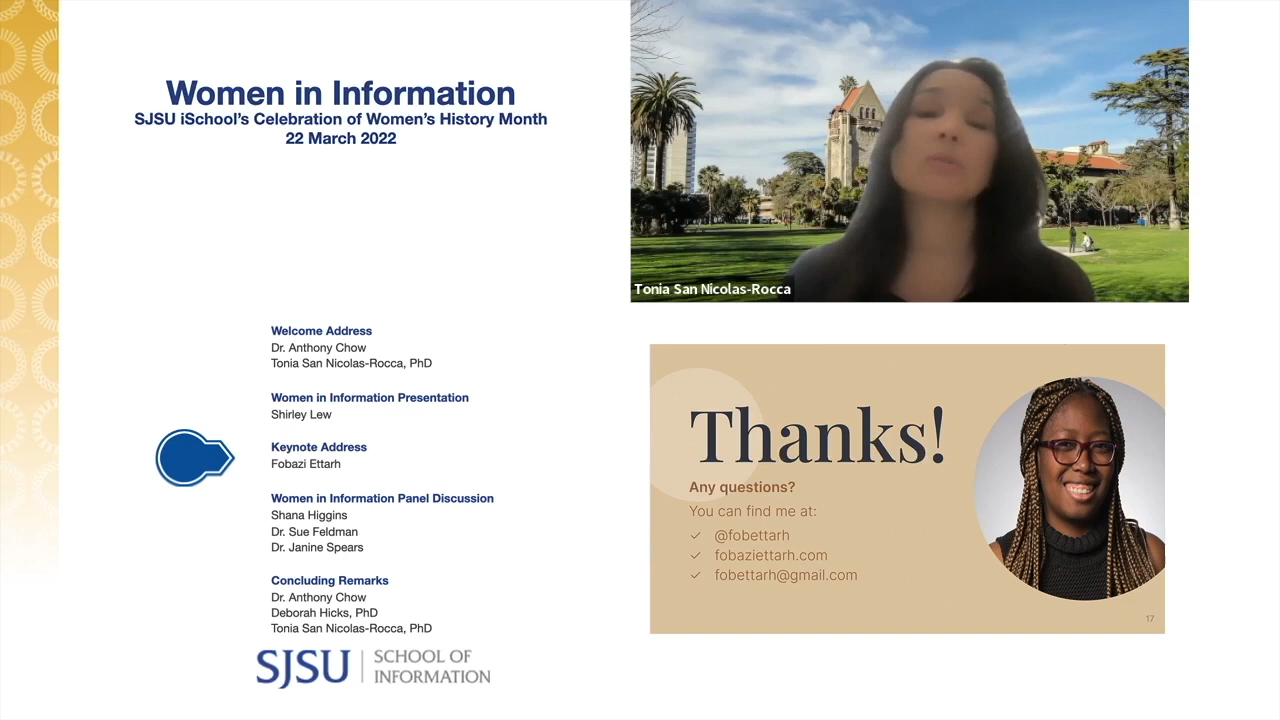 Women in Information
SJSU iSchool's Celebration of Women's History Month
22 March 2022
Welcome Address
Dr. Anthony Chow
Tonia San Nicolas-Rocca, PhD
Women in Information Presentation
Shirley Lew
Keynote Address
Fobazi Ettarh
Women in Information Panel Discussion
Shana Higgins
Dr. Sue Feldman
Dr. Janine Spears
Concluding Remarks
Dr. Anthony Chow
Deborah Hicks, PhD
Tonia San Nicolas-Rocca, PhD
SJSU
SCHOOL OF
INFORMATION
Tonia San Nicolas-Rocca
Thanks!
Any questions?
You can find me at:
✓ @fobettarh
✓ fobaziettarh.com
✓ fobettarh@gmail.com
17